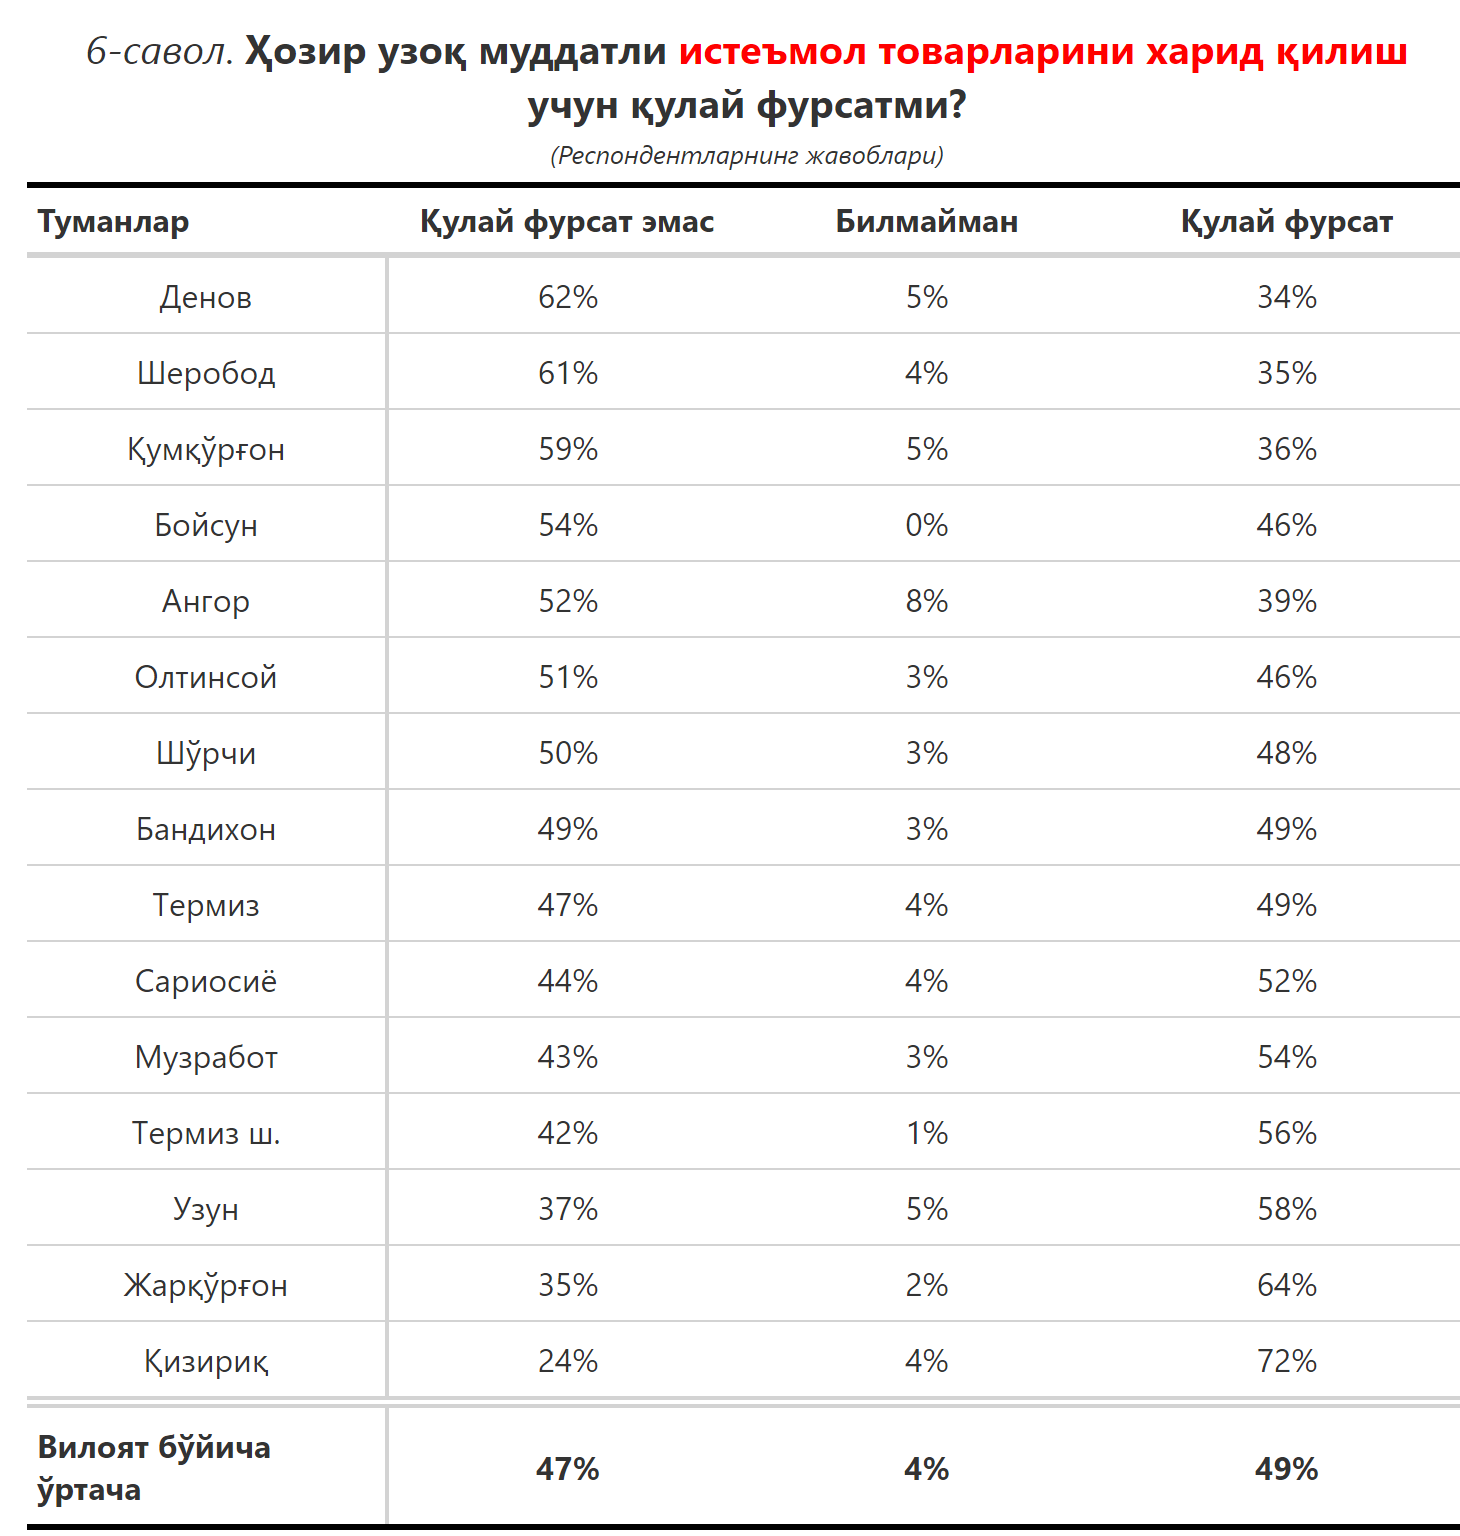 6-савол. Ҳозир узоқ муддатли истеъмол товарларини харид қилиш
учун қулай фурсатми?
(Респондентларнинг жавоблари)
Туманлар Қулай фурсат эмас Билмайман Қулай фурсат
Денов 62% 5% 34%
Шеробод 61% 4% 35%
Қумқўрғон 59% 5% 36%
Бойсун 54% 0% 46%
Ангор 52% 8% 39%
Олтинсой 51% 3% 46%
Шўрчи 50% 3% 48%
Бандихон 49% 3% 49%
Термиз 47% 4% 49%
Сариосиё 44% 4% 52%
Музработ 43% 3% 54%
Термиз ш. 42% 1% 56%
Узун 37% 5% 58%
Жарқўрғон 35% 2% 64%
Қизириқ 24% 4% 72%
Вилоят бўйича
ўртача 47% 4% 49%